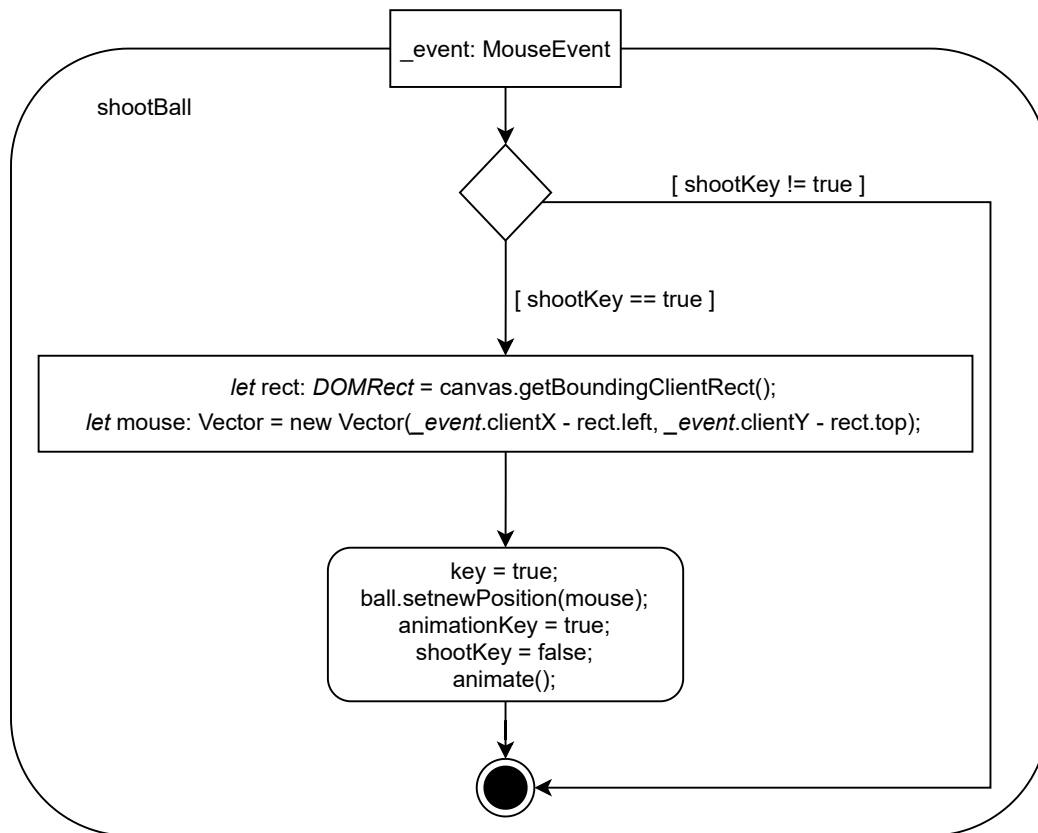 _event: MouseEvent
shootBall
[ shootKey != true ]
[ shootKey == true ]
let rect: DOMRect = canvas.getBoundingClientRect();
let mouse: Vector = new Vector(_event.clientX - rect.left, _event.clientY - rect.top);
key = true;
ball.setnewPosition(mouse);
animationKey = true;
shootKey = false;
animate();